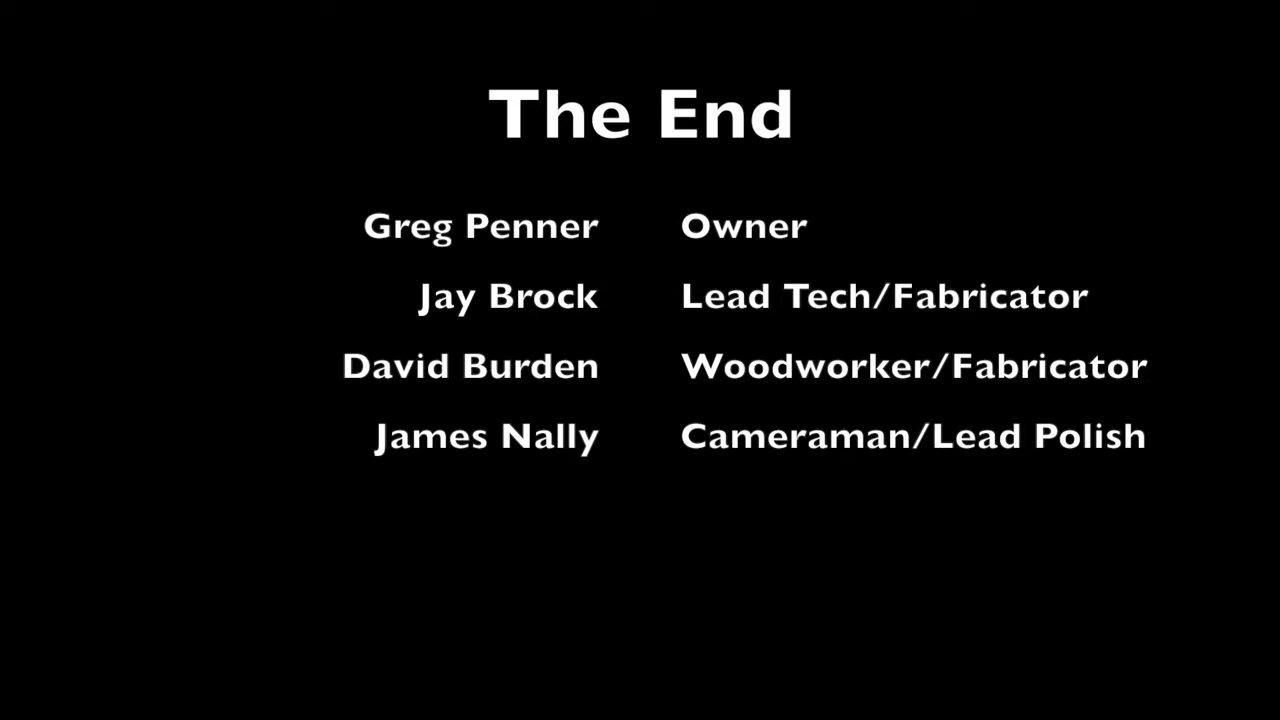 The End
Greg Penner Owner
Jay Brock Lead Tech/Fabricator
David Burden Woodworker/Fabricator
James Nally Cameraman/Lead Polish